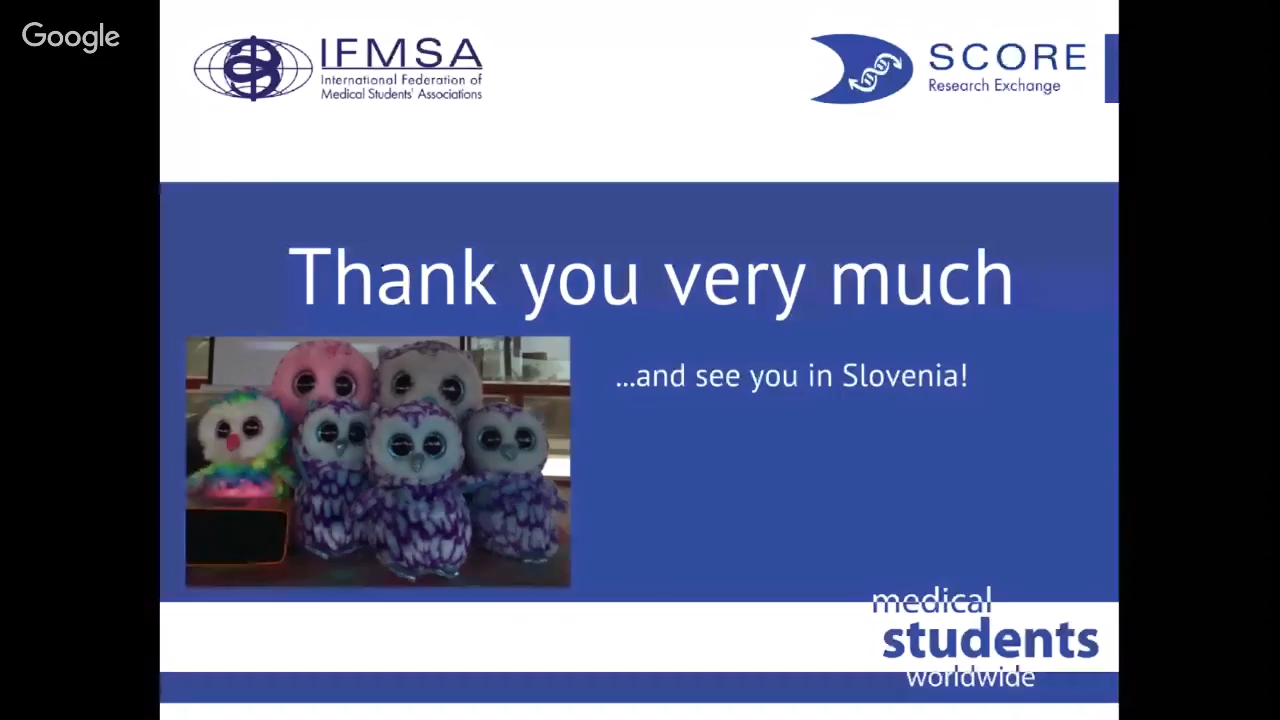 Google
IFMSA
International Federation of
Medical Students' Associations
SCORE
Research Exchange
Thank you very much
...and see you in Slovenia!
medical
students
worldwide